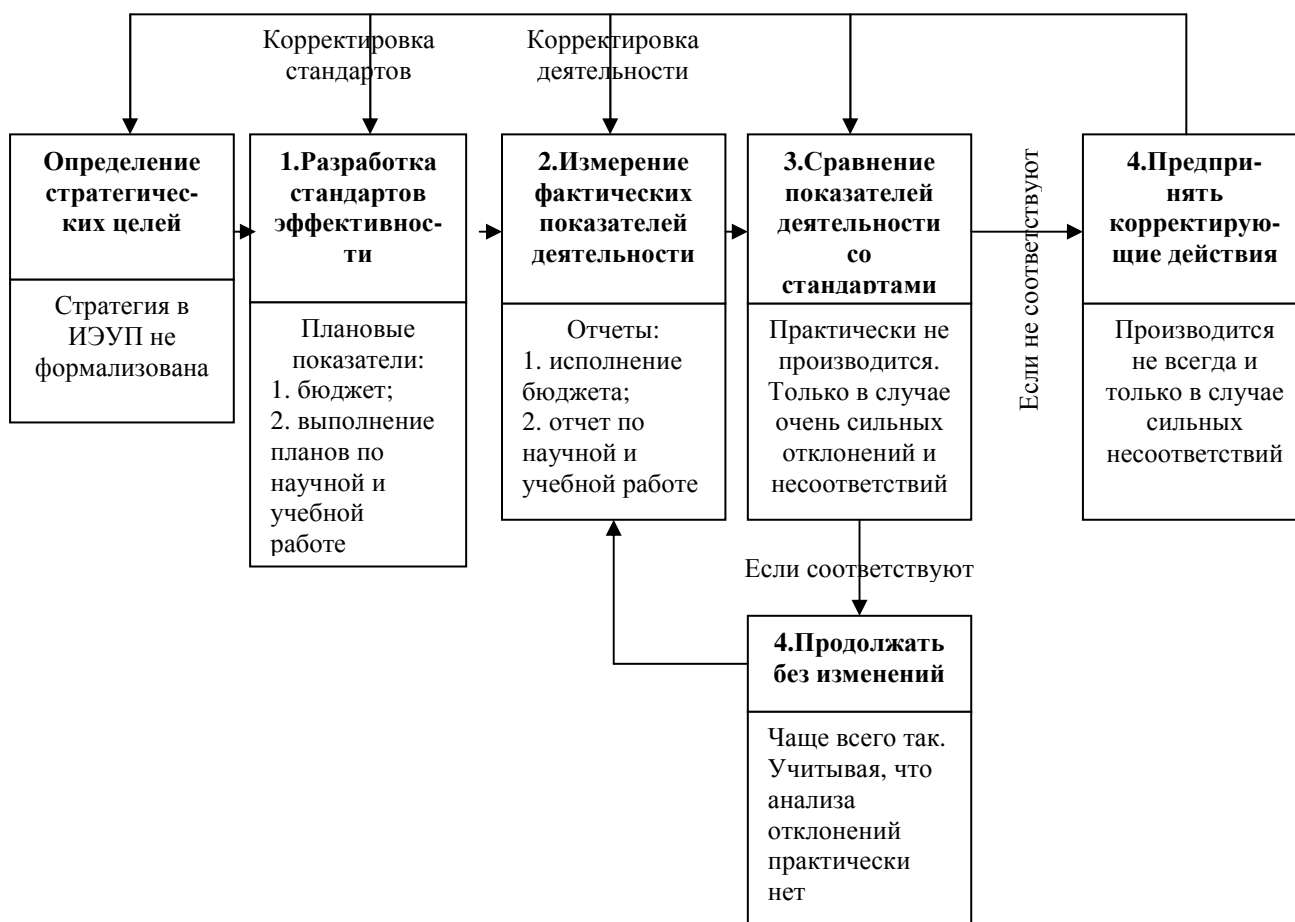 Корректировка
стандартов
Корректировка
деятельности
Определение
стратегичес-
ких целей
Стратегия в
ИЭУП не
формализована
1.Разработка
стандартов
эффективнос-
ти
Плановые
показатели:
1. бюджет;
2. выполнение
планов по
научной и
учебной
работе
2.Измерение
фактических
показателей
деятельности
Отчеты:
1. исполнение
бюджета;
2. отчет по
научной и
учебной работе
3.Сравнение
показателей
деятельности
со
стандартами
Практически не
производится.
Только в случае
очень сильных
отклонений и
несоответствий
Если не соответствуют
4.Предпри-
нять
корректирую-
щие действия
Производится
не всегда и
только в случае
сильных
несоответствий
Если соответствуют
4.Продолжать
без изменений
Чаще всего так.
Учитывая, что
анализа
отклонений
практически
нет